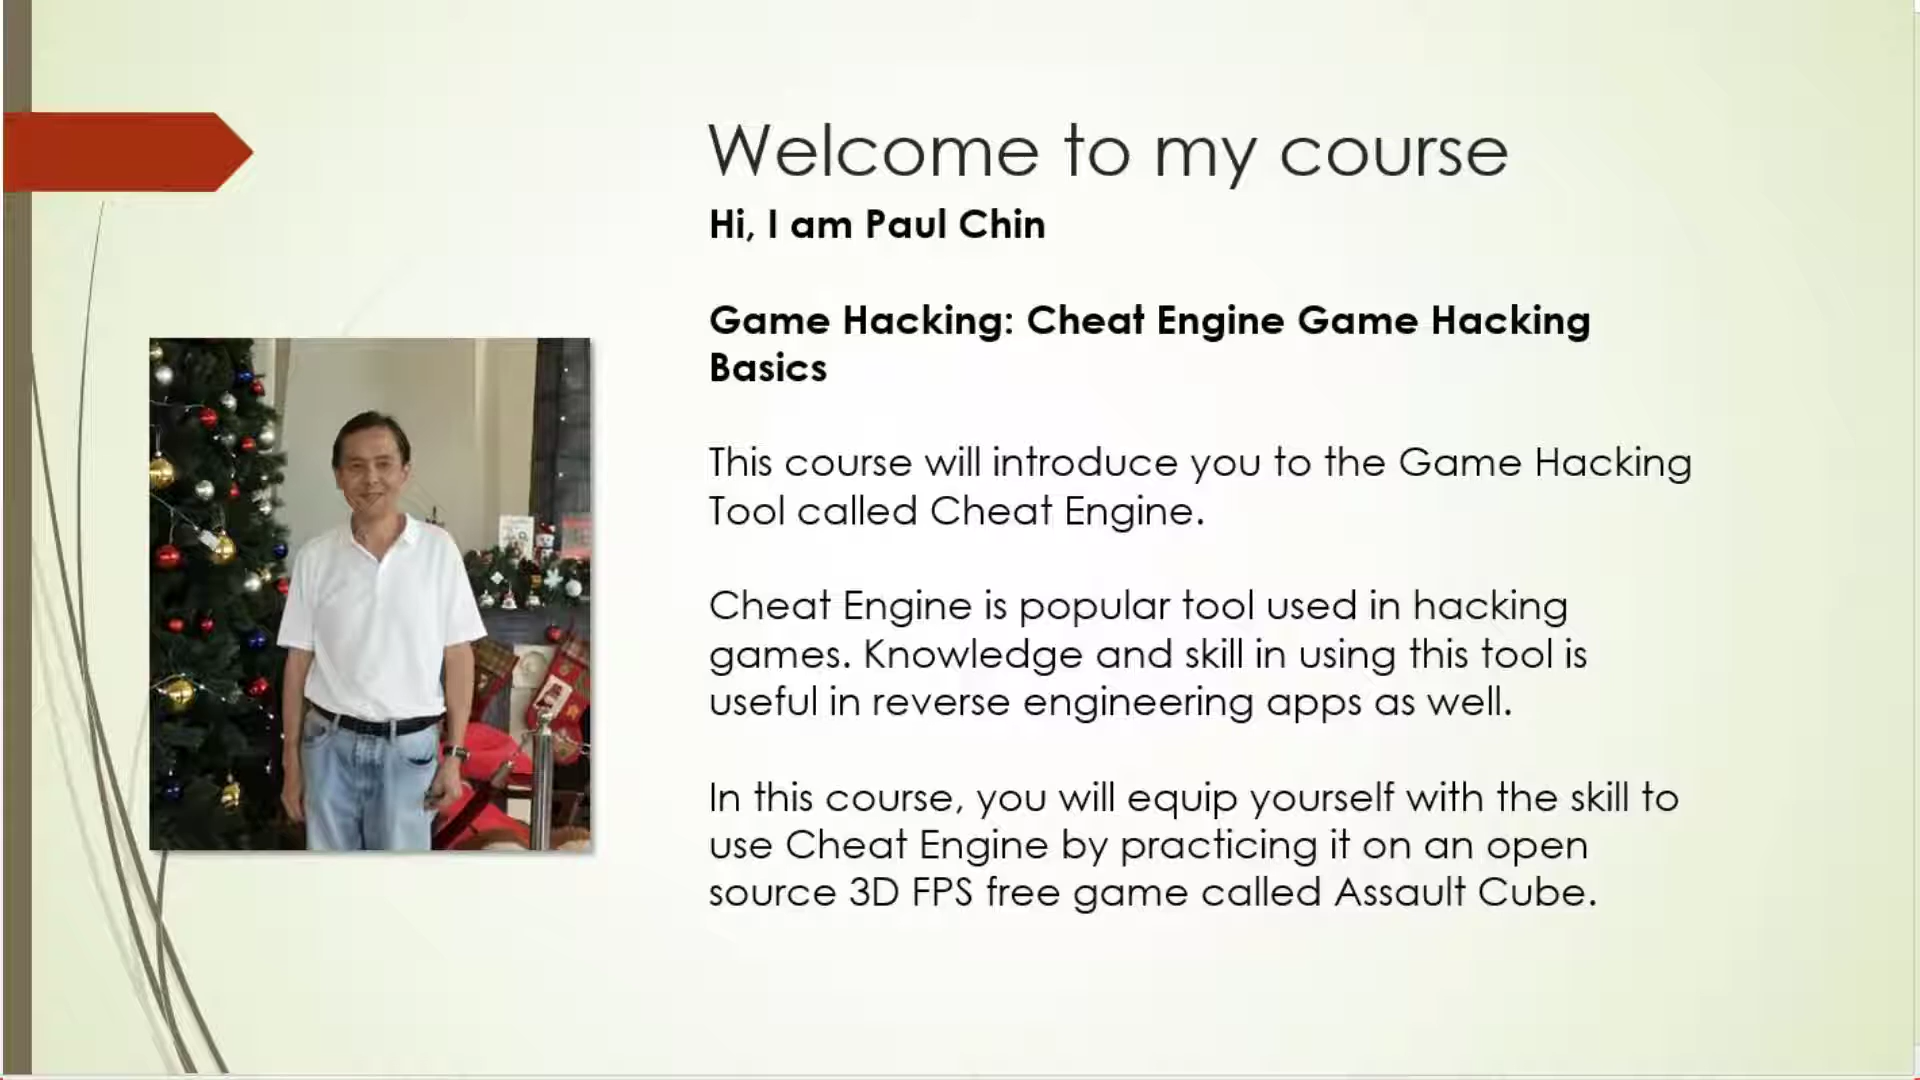 Welcome to my course
Hi, I am Paul Chin
Game Hacking: Cheat Engine Game Hacking
Basics
This course will introduce you to the Game Hacking
Tool called Cheat Engine.
Cheat Engine is popular tool used in hacking
games. Knowledge and skill in using this tool is
useful in reverse engineering apps as well.
In this course, you will equip yourself with the skill to
use Cheat Engine by practicing it on an open
source 3D FPS free game called Assault Cube.